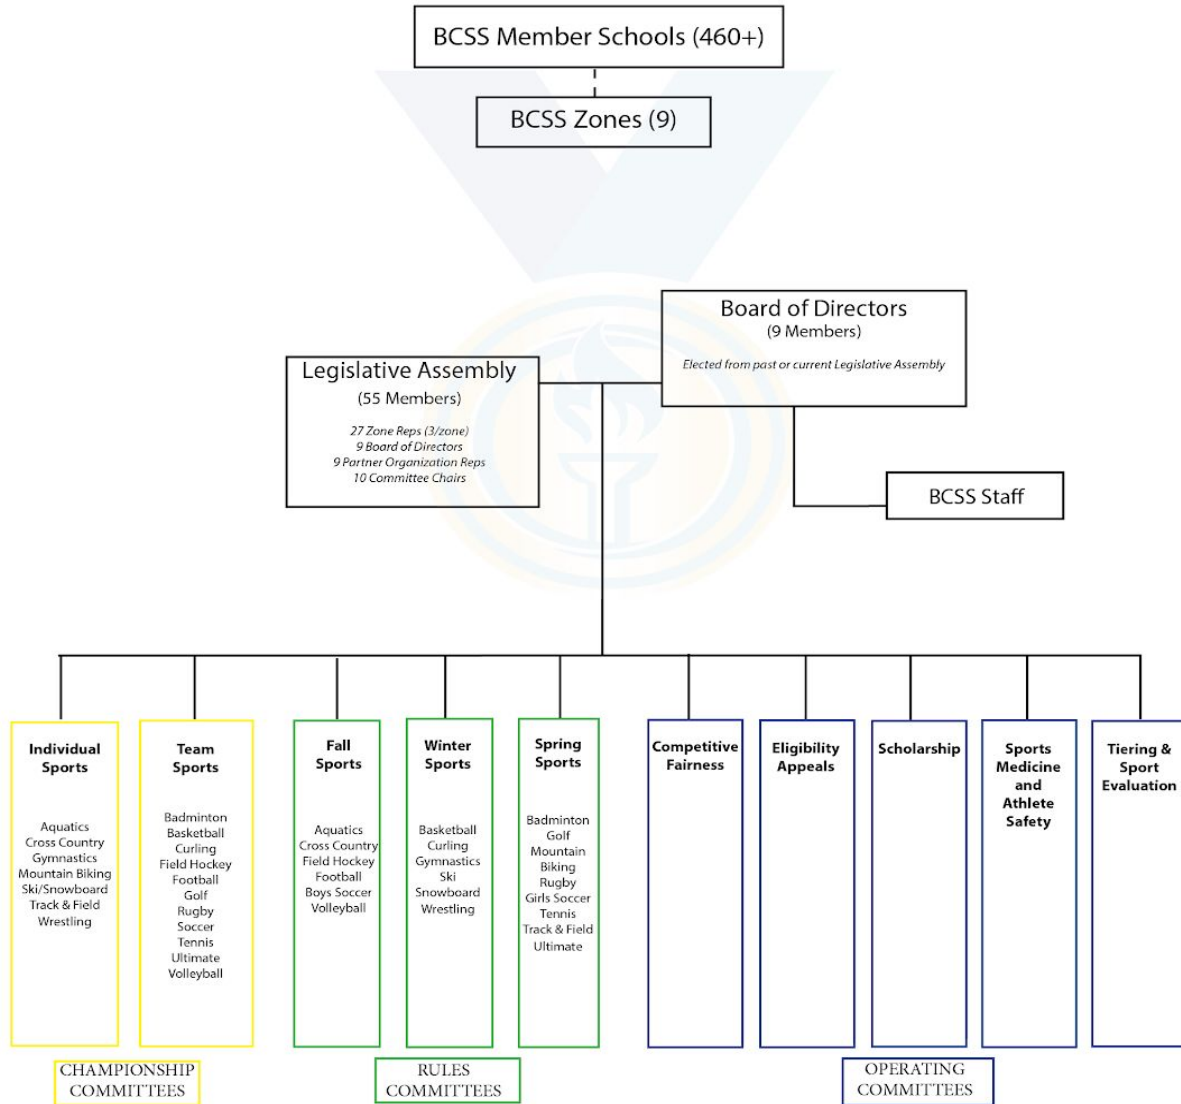 BCSS Member Schools (460+)
BCSS Zones (9)
Board of Directors
(9 Members)
Elected from past or current Legislative Assembly
Legislative Assembly
(55 Members)
27 Zone Reps (3/zone)
9 Board of Directors
9 Partner Organization Reps
10 Committee Chairs
BCSS Staff
Individual
Sports
Aquatics
Cross Country
Gymnastics
Mountain Biking
Ski/Snowboard
Track & Field
Wrestling
Team
Sports
Badminton
Basketball
Curling
Field Hockey
Football
Golf
Rugby
Soccer
Tennis
Ultimate
Volleyball
Fall
Sports
Aquatics
Cross Country
Field Hockey
Football
Boys Soccer
Volleyball
Winter
Sports
Basketball
Curling
Gymnastics
Ski
Snowboard
Wrestling
Spring
Sports
Badminton
Golf
Mountain
Biking
Rugby
Girls Soccer
Tennis
Track & Field
Ultimate
Competitive
Fairness
Eligibility
Appeals
Scholarship
Sports
Medicine
and
Athlete
Safety
Tiering &
Sport
Evaluation
CHAMPIONSHIP
COMMITTEES
RULES
COMMITTEES
OPERATING
COMMITTEES